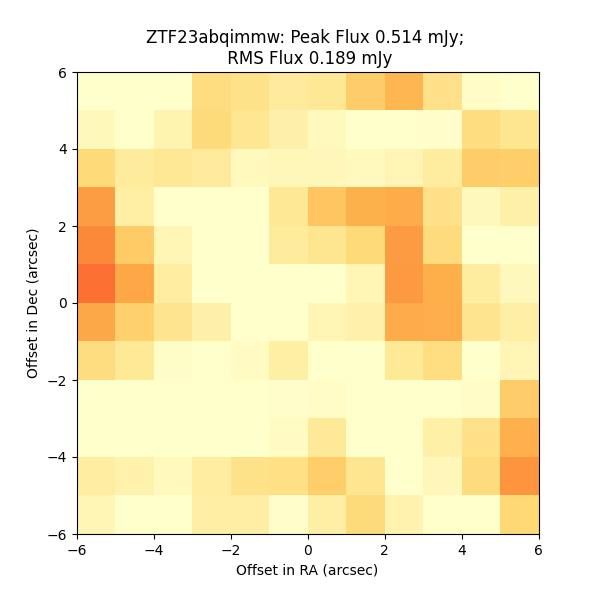 ZTF23abqimmw: Peak Flux 0.514 mJy;
RMS Flux 0.189 mJy
6
4
2
0
−2
−4
−6
Offset in Dec (arcsec)
−6 −4 −2 0 2 4 6
Offset in RA (arcsec)